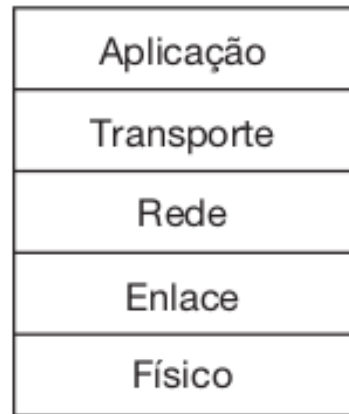 Aplicação
Transporte
Rede
Enlace
Físico